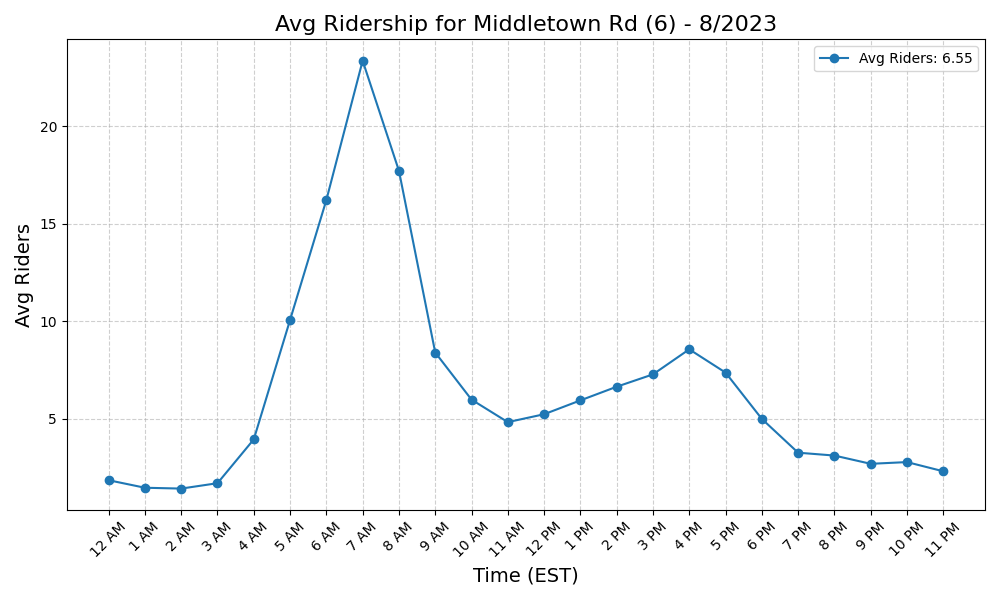 Avg Ridership for Middletown Rd (6) - 8/2023
Avg Riders: 6.55
Avg Riders
20
15
10
5
12 AM
1 AM
2 AM
3 AM
4 AM
5 AM
6 AM
7 AM
8 AM
9 AM
10 AM
11 AM
12 PM
1 PM
2 PM
3 PM
4 PM
5 PM
6 PM
7 PM
8 PM
9 PM
10 PM
11 PM
Time (EST)